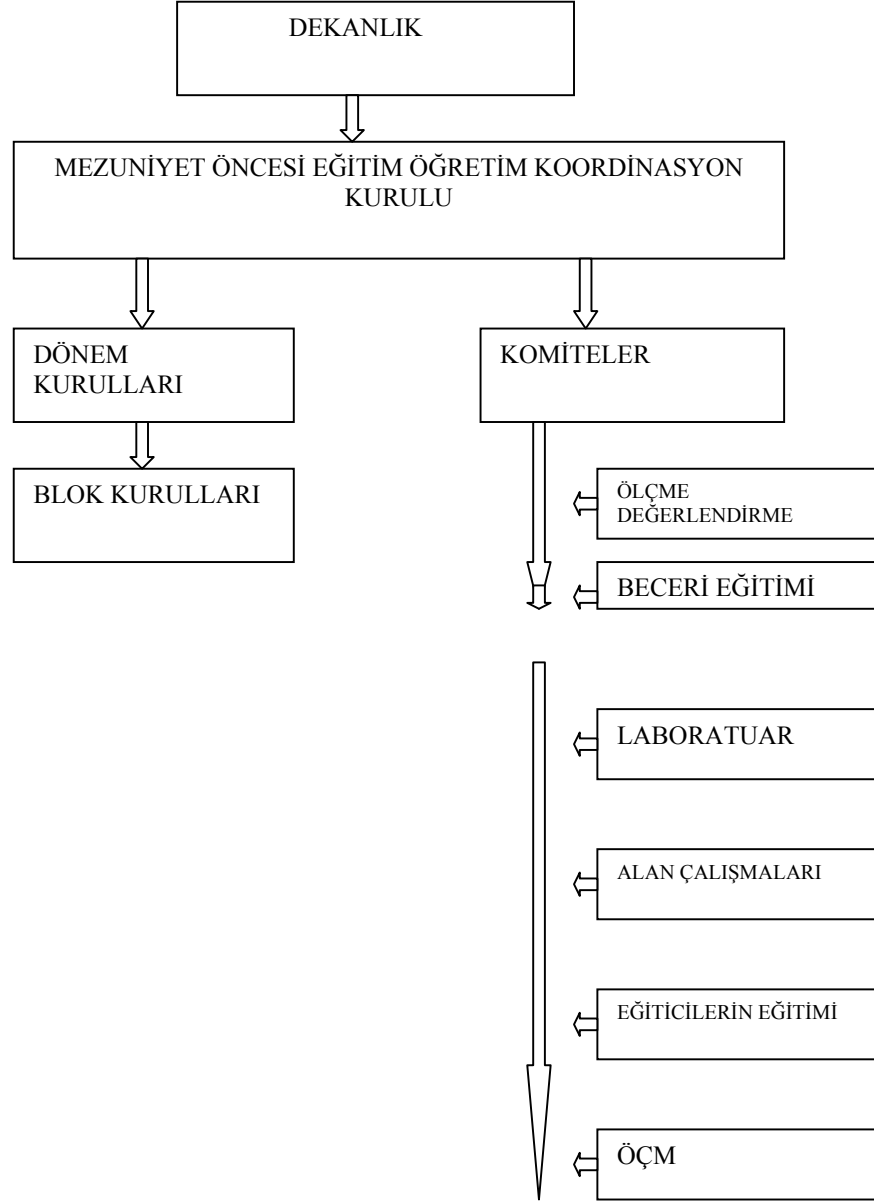 DEKANLIK
MEZUNİYET ÖNCESİ EĞİTİM ÖĞRETİM KOORDİNASYON
KURULU
DÖNEM
KURULLARI
KOMİTELER
BLOK KURULLARI
ÖLÇME
DEĞERLENDİRME
BECERİ EĞİTİMİ
LABORATUAR
ALAN ÇALIŞMALARI
EĞİTİCİLERİN EĞİTİMİ
ÖÇM